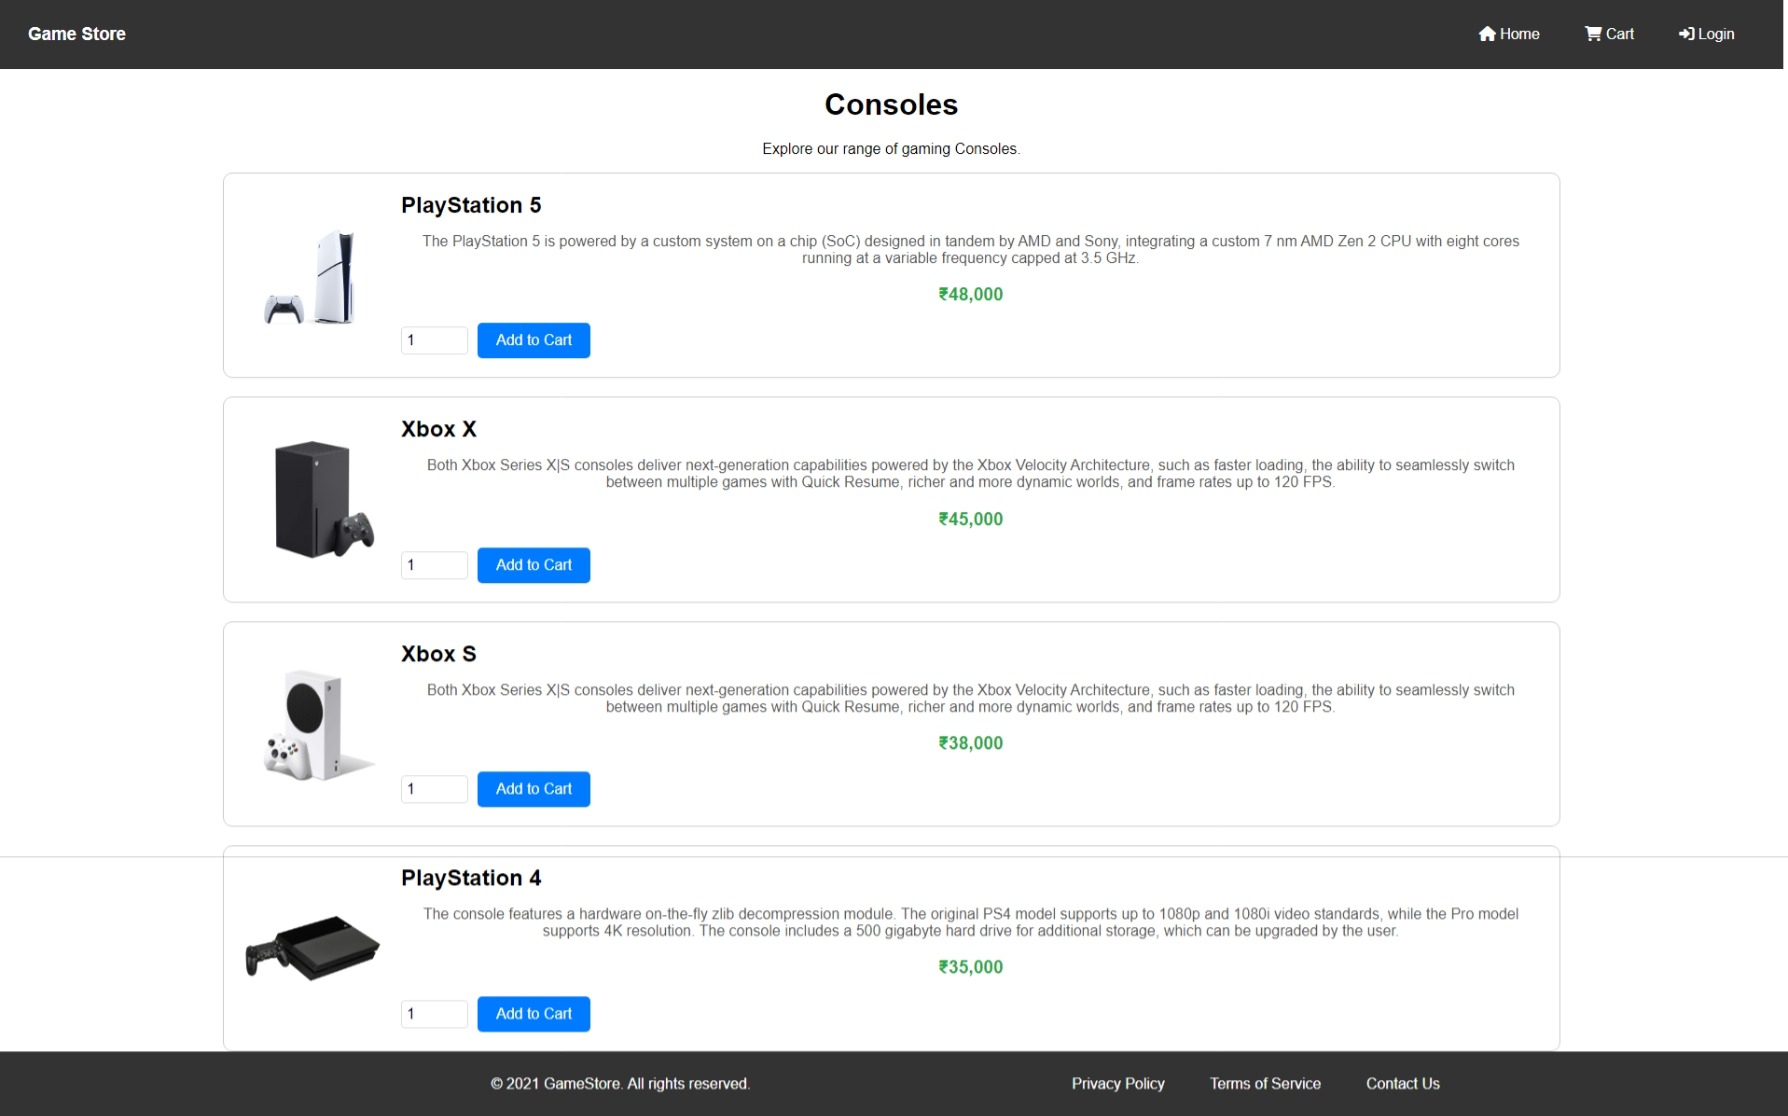 Game Store
Home
Cart
Login
Consoles
Explore our range of gaming Consoles.
PlayStation 5
The PlayStation 5 is powered by a custom system on a chip (SoC) designed in tandem by AMD and Sony, integrating a custom 7 nm AMD Zen 2 CPU with eight cores
running at a variable frequency capped at 3.5 GHz.
₹48,000
1
Add to Cart
Xbox X
Both Xbox Series X|S consoles deliver next-generation capabilities powered by the Xbox Velocity Architecture, such as faster loading, the ability to seamlessly switch
between multiple games with Quick Resume, richer and more dynamic worlds, and frame rates up to 120 FPS.
₹45,000
1
Add to Cart
Xbox S
Both Xbox Series X|S consoles deliver next-generation capabilities powered by the Xbox Velocity Architecture, such as faster loading, the ability to seamlessly switch
between multiple games with Quick Resume, richer and more dynamic worlds, and frame rates up to 120 FPS.
₹38,000
1
Add to Cart
PlayStation 4
The console features a hardware on-the-fly zlib decompression module. The original PS4 model supports up to 1080p and 1080i video standards, while the Pro model
supports 4K resolution. The console includes a 500 gigabyte hard drive for additional storage, which can be upgraded by the user.
₹35,000
1
Add to Cart
© 2021 GameStore. All rights reserved.
Privacy Policy
Terms of Service
Contact Us